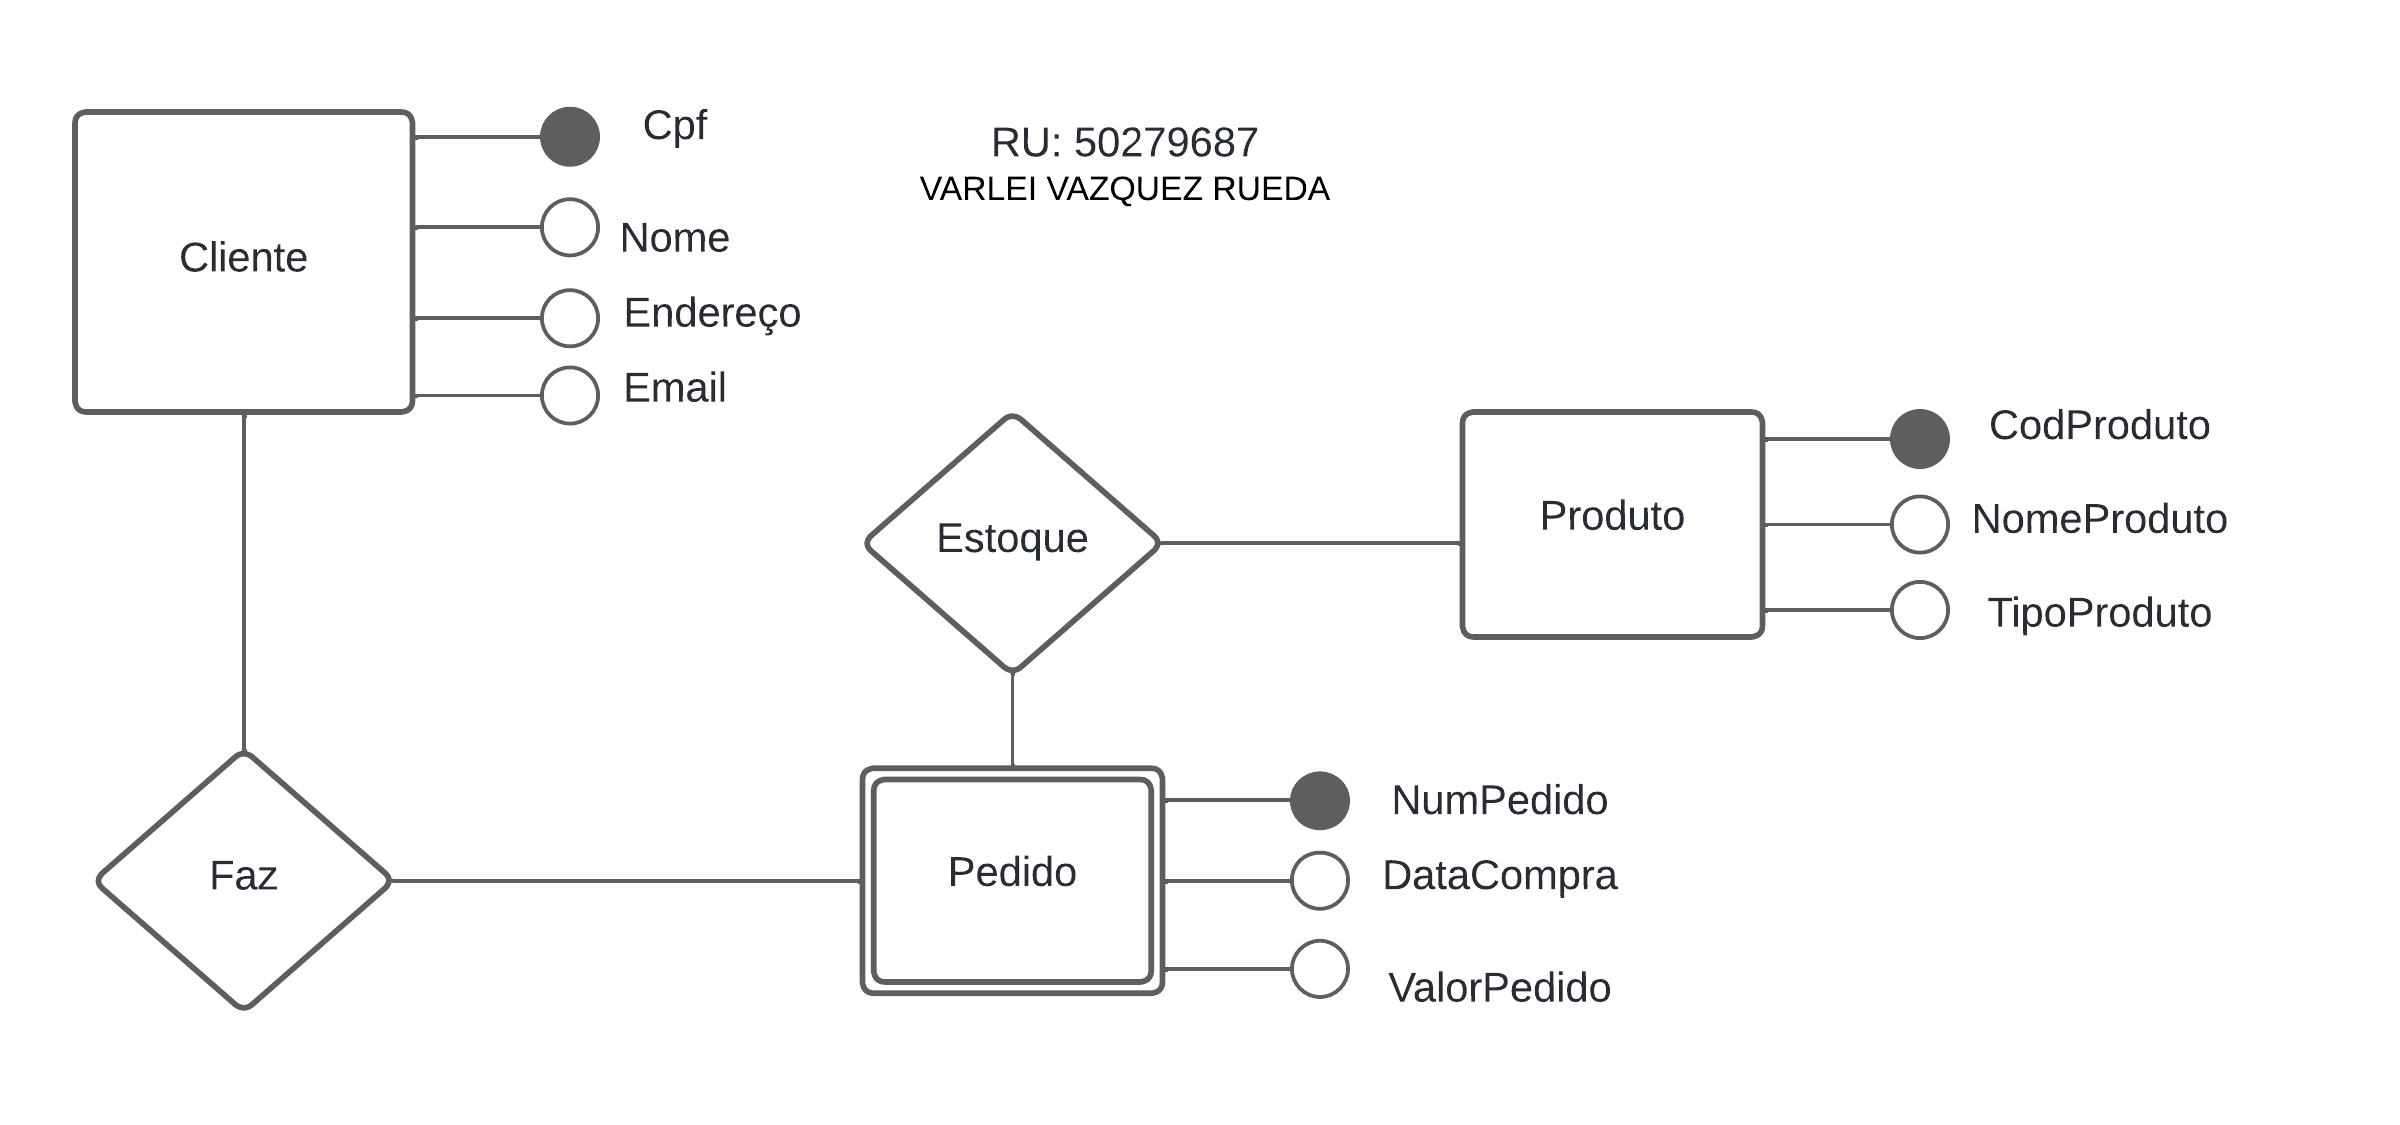 Cpf
RU: 50279687
VARLEI VAZQUEZ RUEDA
Nome
Cliente
Endereço
Email
CodProduto
Produto
NomeProduto
Estoque
TipoProduto
NumPedido
Faz
Pedido
DataCompra
ValorPedido